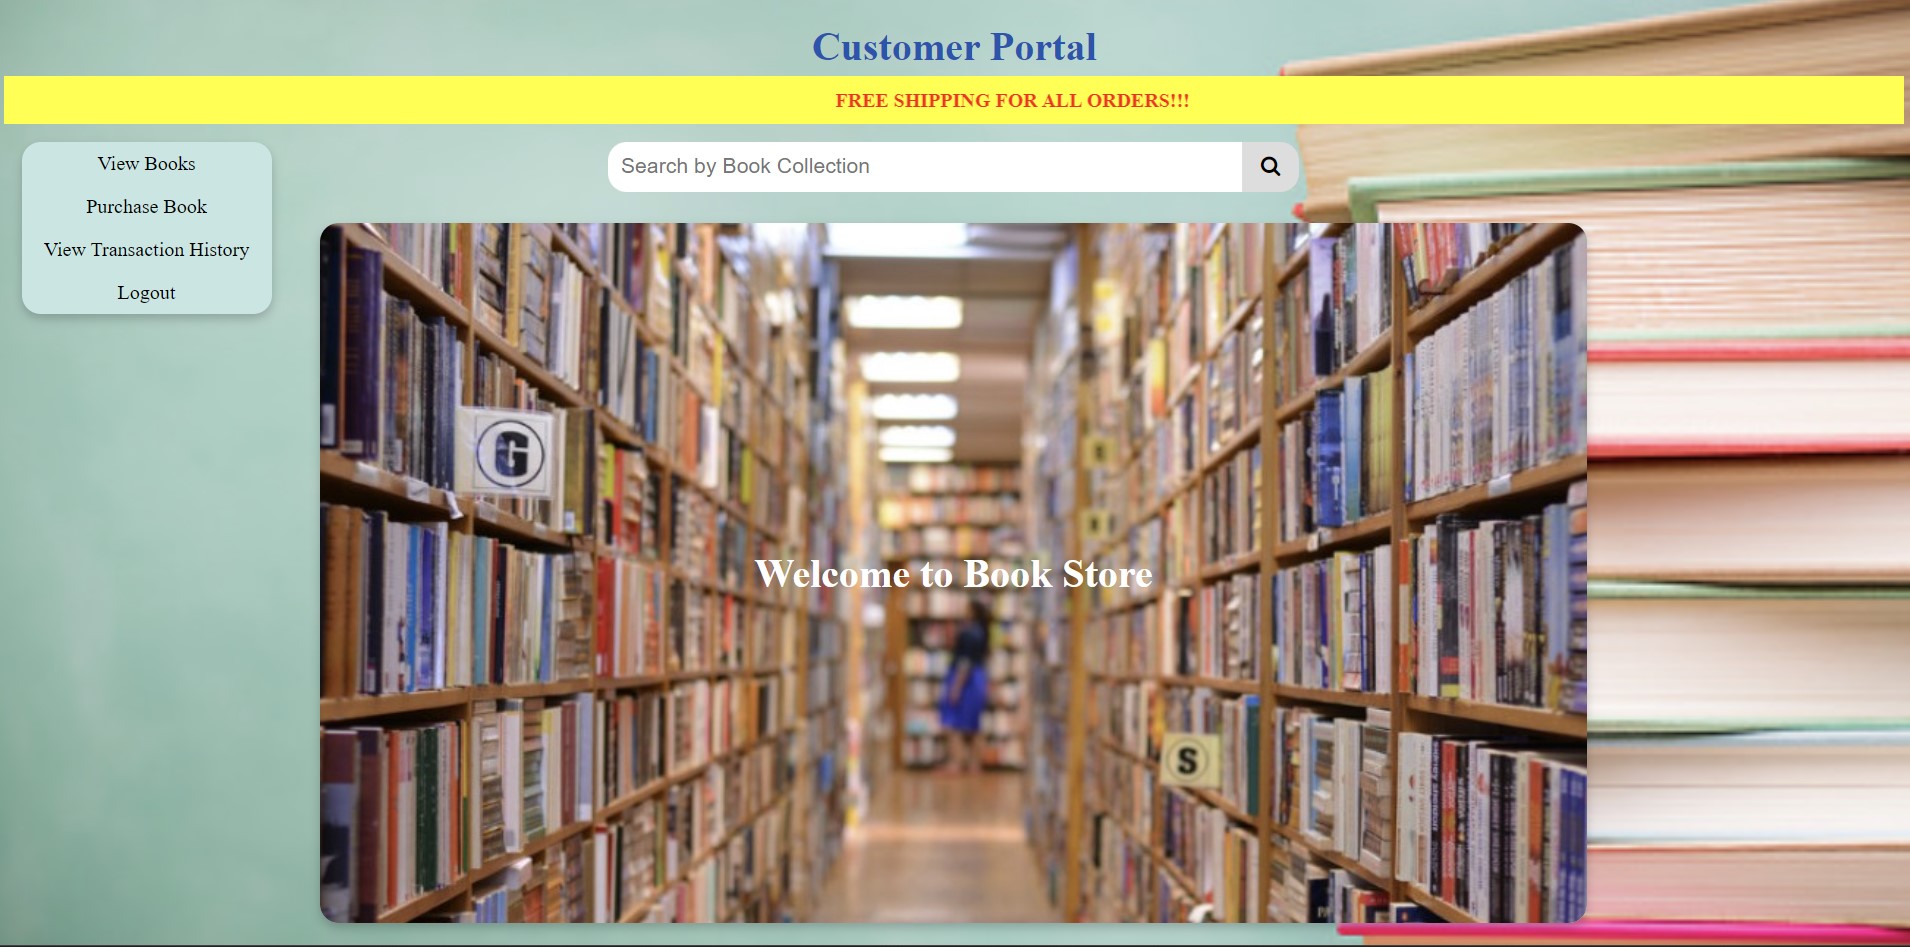 Customer Portal
FREE SHIPPING FOR ALL ORDERS!!!
View Books
Purchase Book
View Transaction History
Logout
Search by Book Collection
G
Welcome to Book Store
S